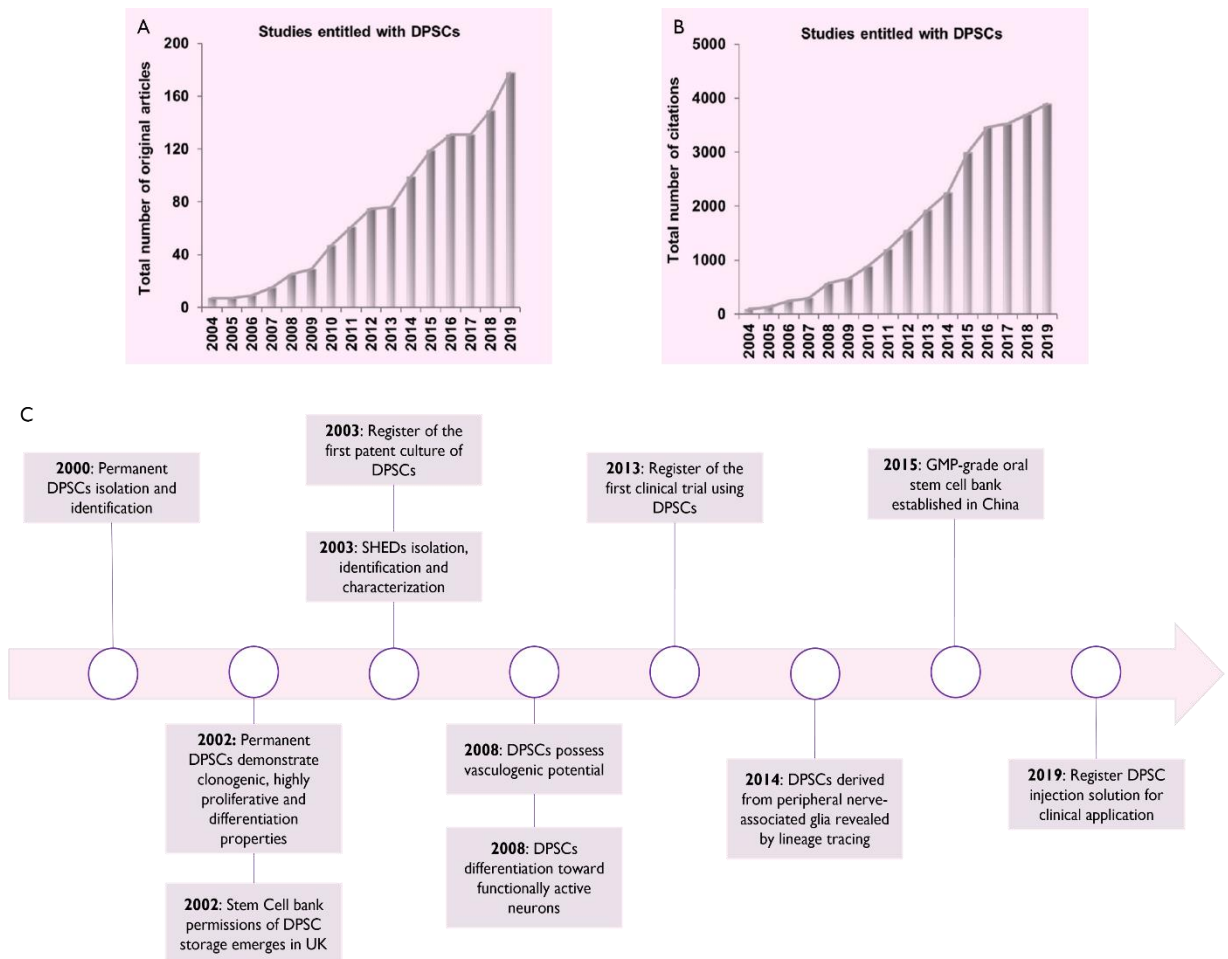 A
Studies entitled with DPSCs
Total number of original articles
200
160
120
80
40
0
2004
2005
2006
2007
2008
2009
2010
2011
2012
2013
2014
2015
2016
2017
2018
2019
B
Studies entitled with DPSCs
Total number of citations
5000
4000
3000
2000
1000
0
2004
2005
2006
2007
2008
2009
2010
2011
2012
2013
2014
2015
2016
2017
2018
2019
C
2000: Permanent
DPSCs isolation and
identification
2002: Permanent
DPSCs demonstrate
clonogenic, highly
proliferative and
differentiation
properties
2002: Stem Cell bank
permissions of DPSC
storage emerges in UK
2003: Register of the
first patent culture of
DPSCs
2003: SHEDs isolation,
identification and
characterization
2008: DPSCs possess
vasculogenic potential
2008: DPSCs
differentiation toward
functionally active
neurons
2013: Register of the
first clinical trial using
DPSCs
2014: DPSCs derived
from peripheral nerve-
associated glia revealed
by lineage tracing
2015: GMP-grade oral
stem cell bank
established in China
2019: Register DPSC
injection solution for
clinical application